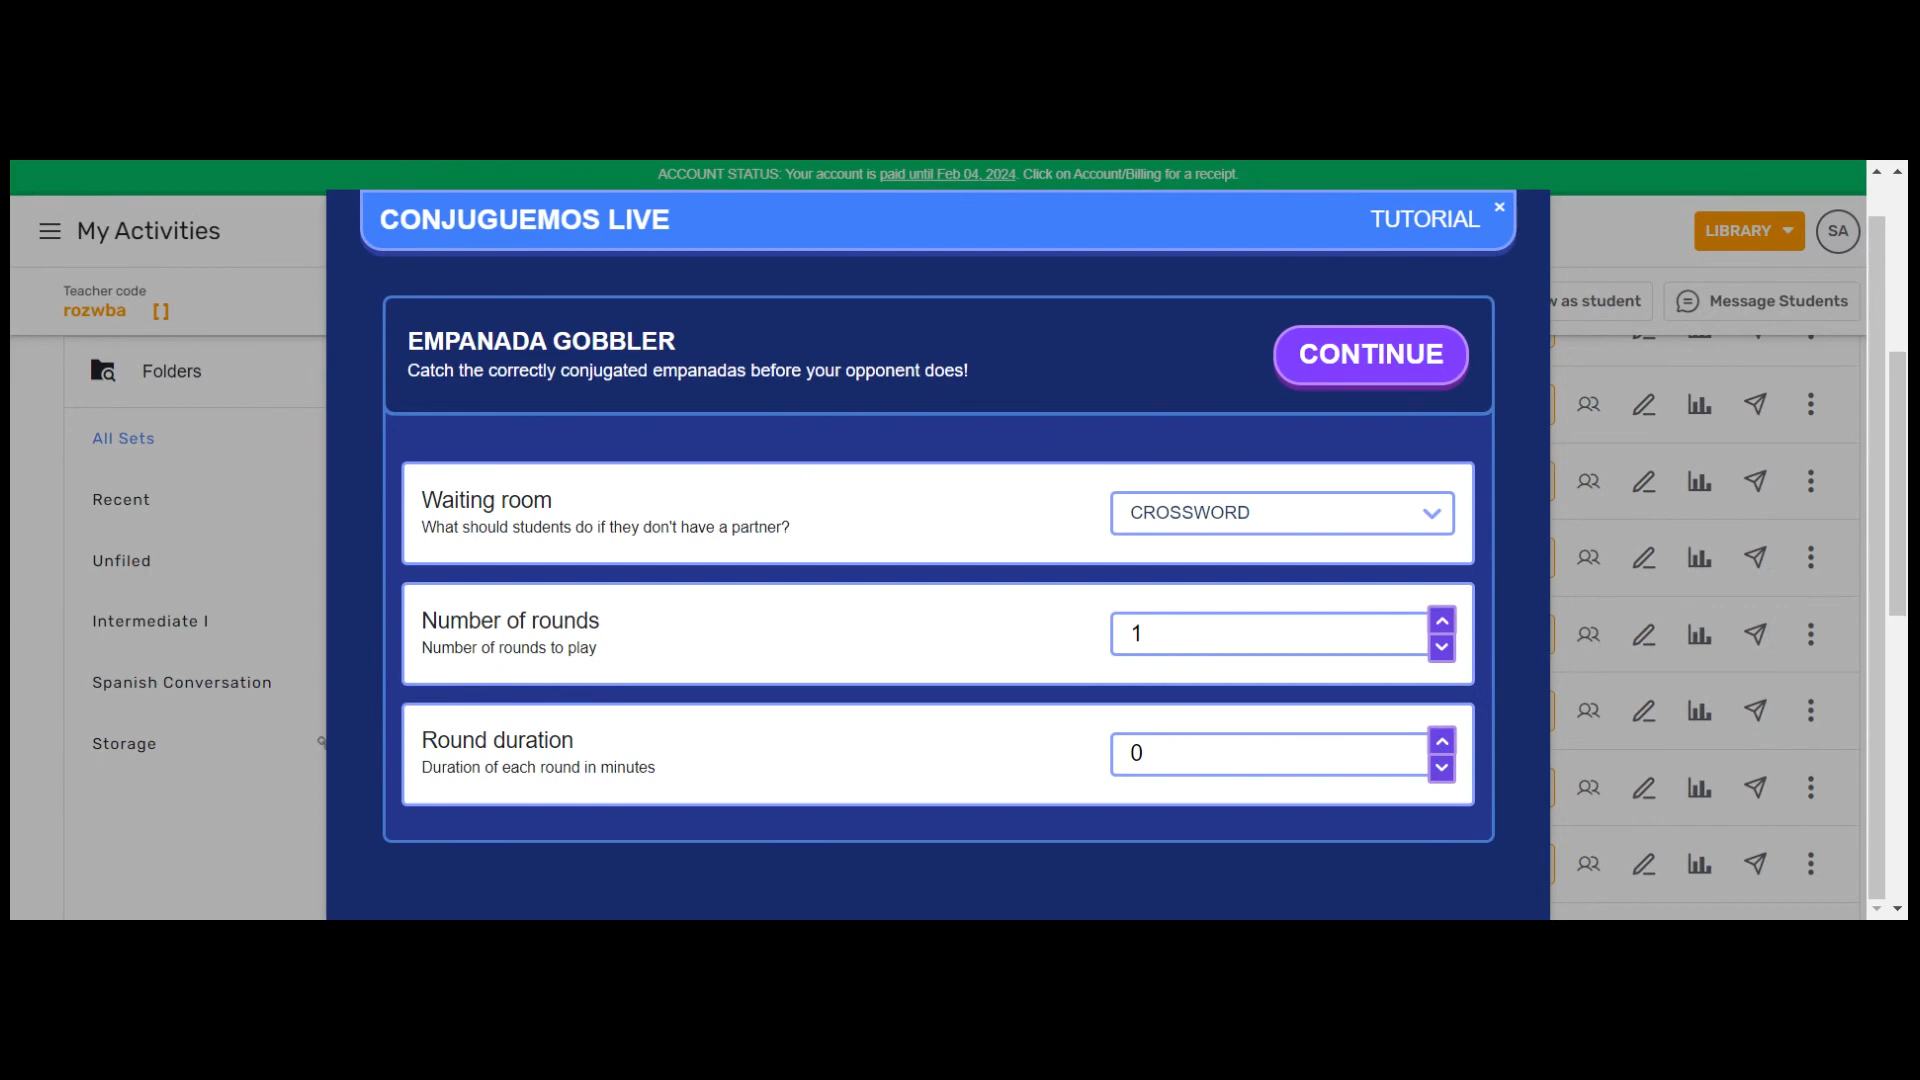 ACCOUNT STATUS: Your account is paid until Feb 04, 2024. Click on Account/Billing for a receipt.
My Activities
LIBRARY
SA
CONJUGUEMOS LIVE
TUTORIAL
×
Teacher code
rozwba
[ ]
w as student
Message Students
EMPANADA GOBBLER
Catch the correctly conjugated empanadas before your opponent does!
CONTINUE
Folders
All Sets
Recent
Unfiled
Intermediate I
Spanish Conversation
Storage
Waiting room
What should students do if they don't have a partner?
CROSSWORD
Number of rounds
Number of rounds to play
1
Round duration
Duration of each round in minutes
0